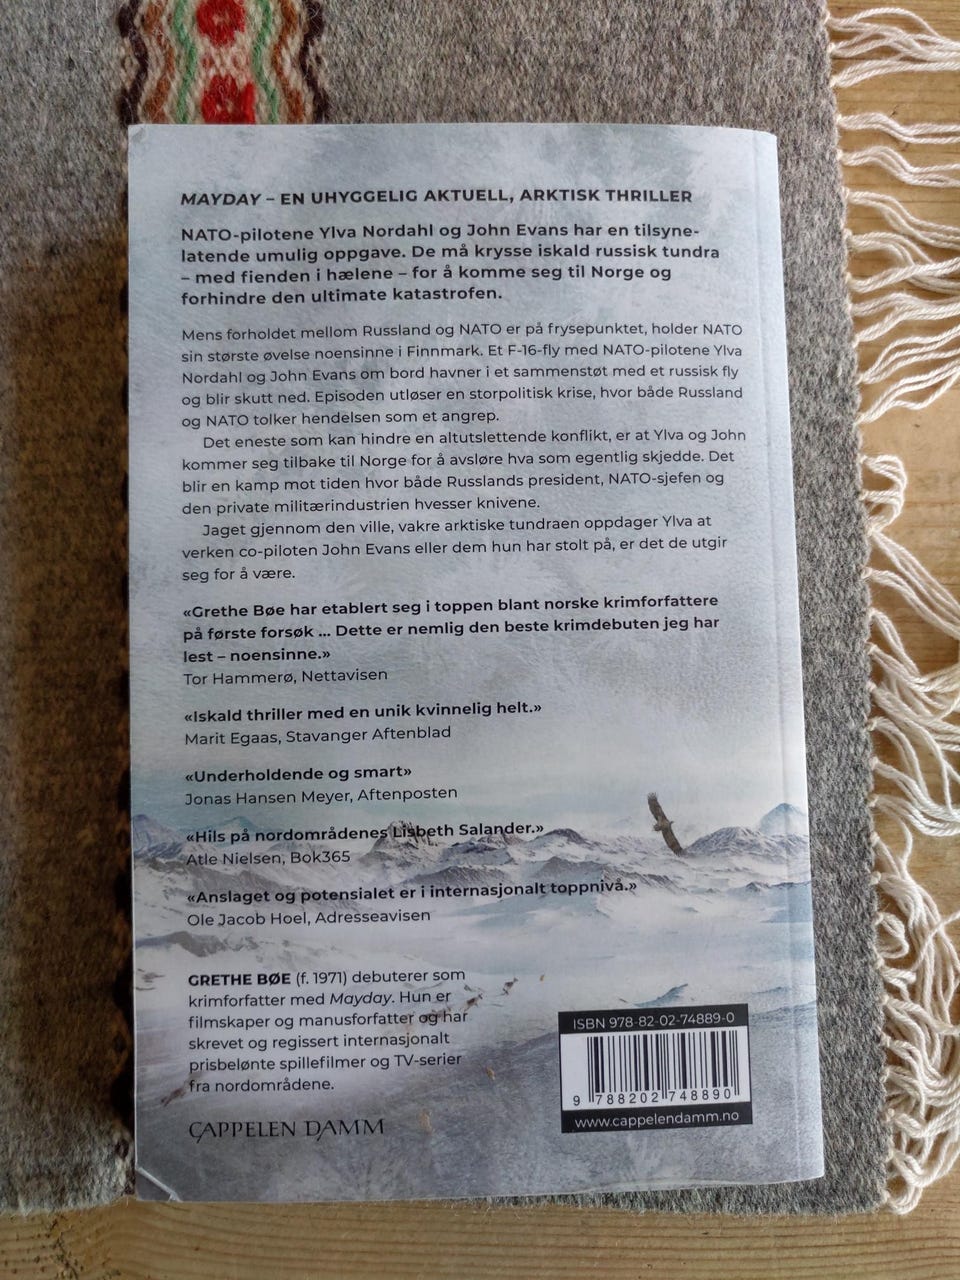 MAYDAY – EN UHYGGELIG AKTUELL, ARKTISK THRILLER
NATO-pilotene Ylva Nordahl og John Evans har en tilsyne-
latende umulig oppgave. De må krysse iskald russisk tundra
– med fienden i hælene – for å komme seg til Norge og
forhindre den ultimate katastrofen.
Mens forholdet mellom Russland og NATO er på frysepunktet, holder NATO
sin største øvelse noensinne i Finnmark. Et F-16-fly med NATO-pilotene Ylva
Nordahl og John Evans om bord havner i et sammenstøt med et russisk fly
og blir skutt ned. Episoden utløser en storpolitisk krise, hvor både Russland
og NATO tolker hendelsen som et angrep.
Det eneste som kan hindre en altutslettende konflikt, er at Ylva og John
kommer seg tilbake til Norge for å avsløre hva som egentlig skjedde. Det
blir en kamp mot tiden hvor både Russlands president, NATO-sjefen og
den private militærindustrien hvesser knivene.
Jaget gjennom den ville, vakre arktiske tundraen oppdager Ylva at
verken co-piloten John Evans eller dem hun har stolt på, er det de utgir
seg for å være.
«Grethe Bøe har etablert seg i toppen blant norske krimforfattere
på første forsøk ... Dette er nemlig den beste krimdebuten jeg har
lest – noensinne.»
Tor Hammerø, Nettavisen
«Iskald thriller med en unik kvinnelig helt.»
Marit Egaas, Stavanger Aftenblad
«Underholdende og smart»
Jonas Hansen Meyer, Aftenposten
«Hils på nordområdenes Lisbeth Salander.»
Atle Nielsen, Bok365
«Anslaget og potensialet er i internasjonalt toppnivå.»
Ole Jacob Hoel, Adresseavisen
GRETHE BØE (f. 1971) debuterer som
krimforfatter med Mayday. Hun er
filmskaper og manusforfatter og har
skrevet og regissert internasjonalt
prisbelønte spillefilmer og TV-serier
fra nordområdene.
CAPPELEN DAMM
ISBN 978-82-02-74889-0
9 788202 748890
www.cappelendamm.no